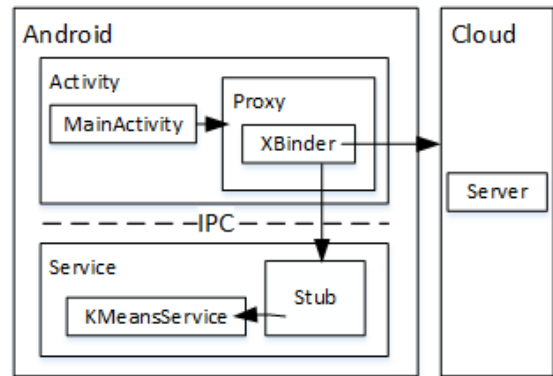 Android
Cloud
Activity
Proxy
MainActivity
XBinder
Server
IPC
Service
Stub
KMeansService